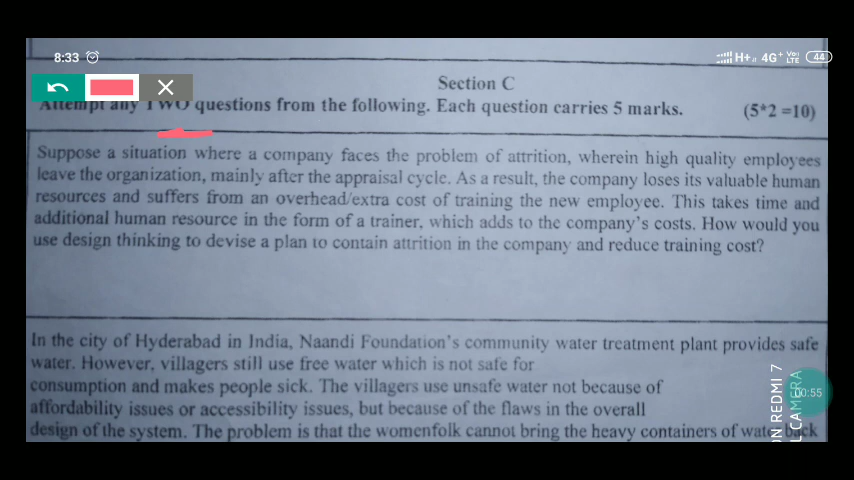 8:33
H+ 4G+ VoLTE 44
Section C
Attempt any TWO questions from the following. Each question carries 5 marks. (5*2 =10)
Suppose a situation where a company faces the problem of attrition, wherein high quality employees
leave the organization, mainly after the appraisal cycle. As a result, the company loses its valuable human
resources and suffers from an overhead/extra cost of training the new employee. This takes time and
additional human resource in the form of a trainer, which adds to the company's costs. How would you
use design thinking to devise a plan to contain attrition in the company and reduce training cost?
In the city of Hyderabad in India, Naandi Foundation's community water treatment plant provides safe
water. However, villagers still use free water which is not safe for
consumption and makes people sick. The villagers use unsafe water not because of
affordability issues or accessibility issues, but because of the flaws in the overall
design of the system. The problem is that the womenfolk cannot bring the heavy containers of water back
ON REDMI 7
L CAMERA
00:55